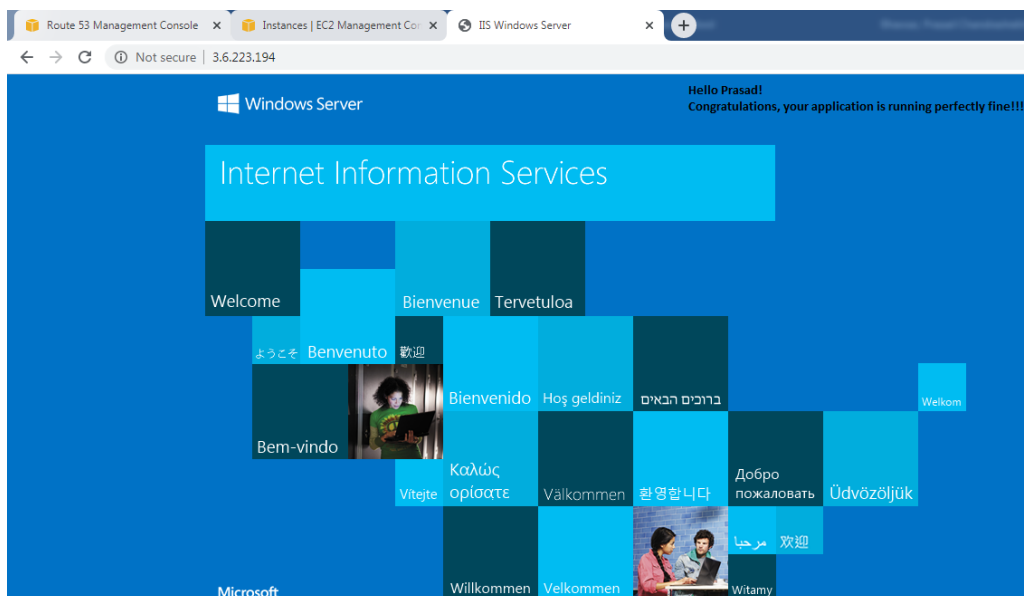 Route 53 Management Console
Instances | EC2 Management Con
IIS Windows Server
Not secure | 3.6.223.194
Windows Server
Hello Prasad!
Congratulations, your application is running perfectly fine!!!
Internet Information Services
Welcome
Bienvenue
Tervetuloa
ようこそ
Benvenuto
歡迎
Bienvenido
Hoş geldiniz
ברוכים הבאים
Welkom
Bem-vindo
Vítejte
Καλώς
ορίσατε
Välkommen
환영합니다
Добро
пожаловать
Üdvözöljük
مرحبا
欢迎
Microsoft
Willkommen
Velkommen
Witamy